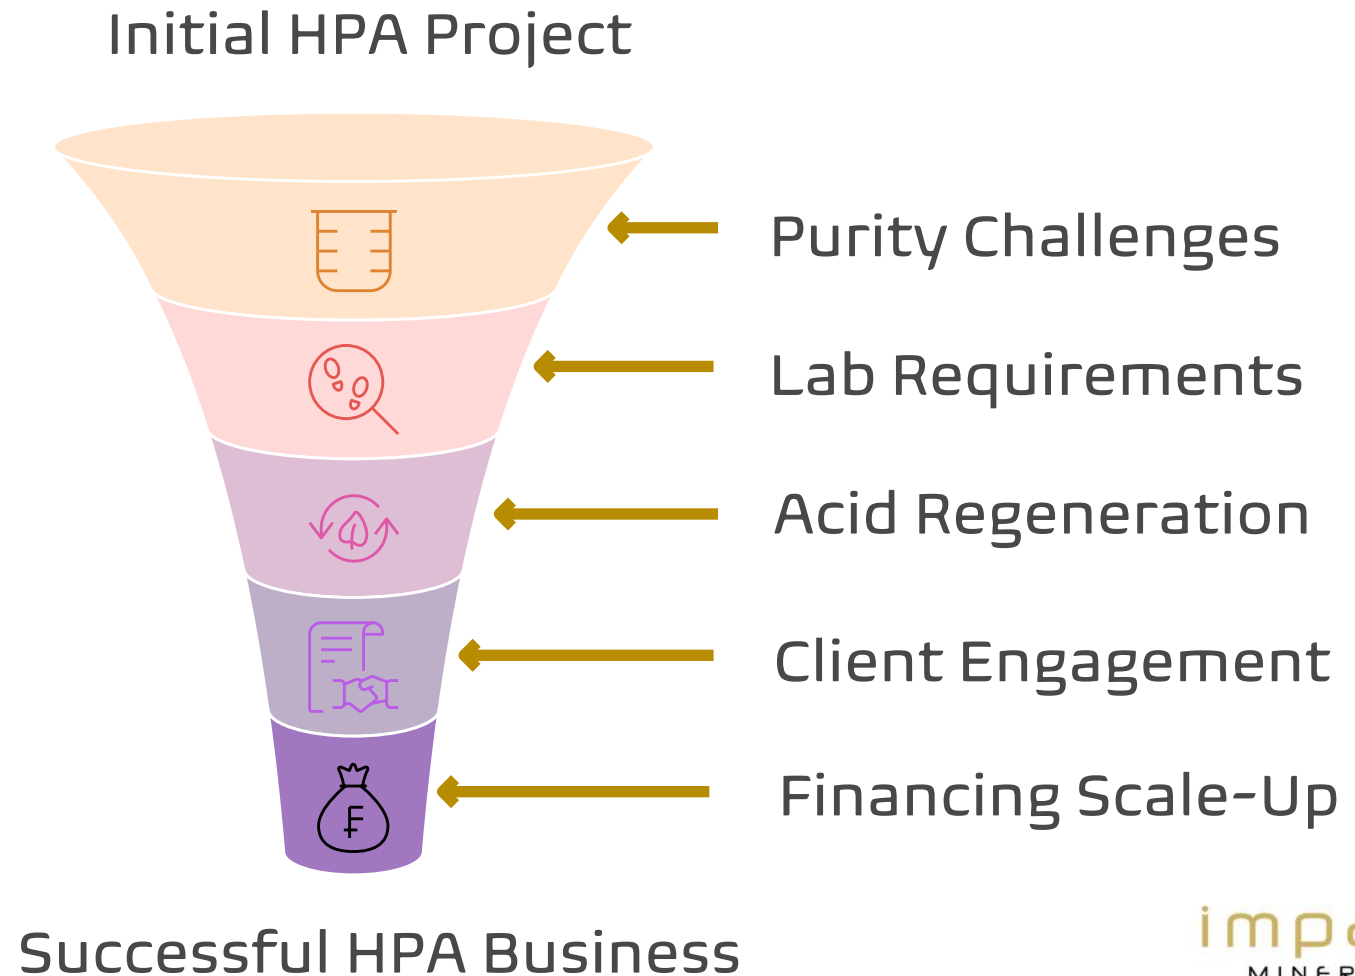 Initial HPA Project
Purity Challenges
Lab Requirements
Acid Regeneration
Client Engagement
Financing Scale-Up
Successful HPA Business